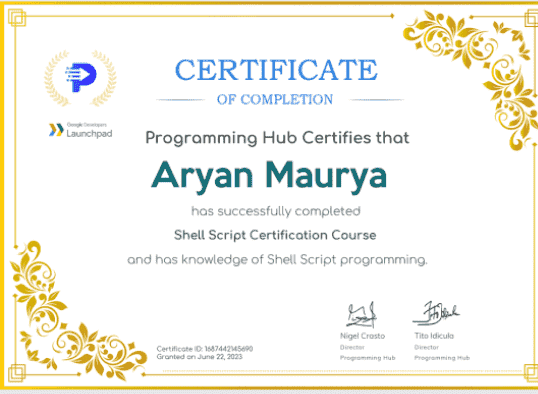 CERTIFICATE
OF COMPLETION
Google Developers
Launchpad
Programming Hub Certifies that
Aryan Maurya
has successfully completed
Shell Script Certification Course
and has knowledge of Shell Script programming.
Nigel Crasto
Director
Programming Hub
Tito Idicula
Director
Programming Hub
Certificate ID: 1687442145690
Granted on June 22, 2023